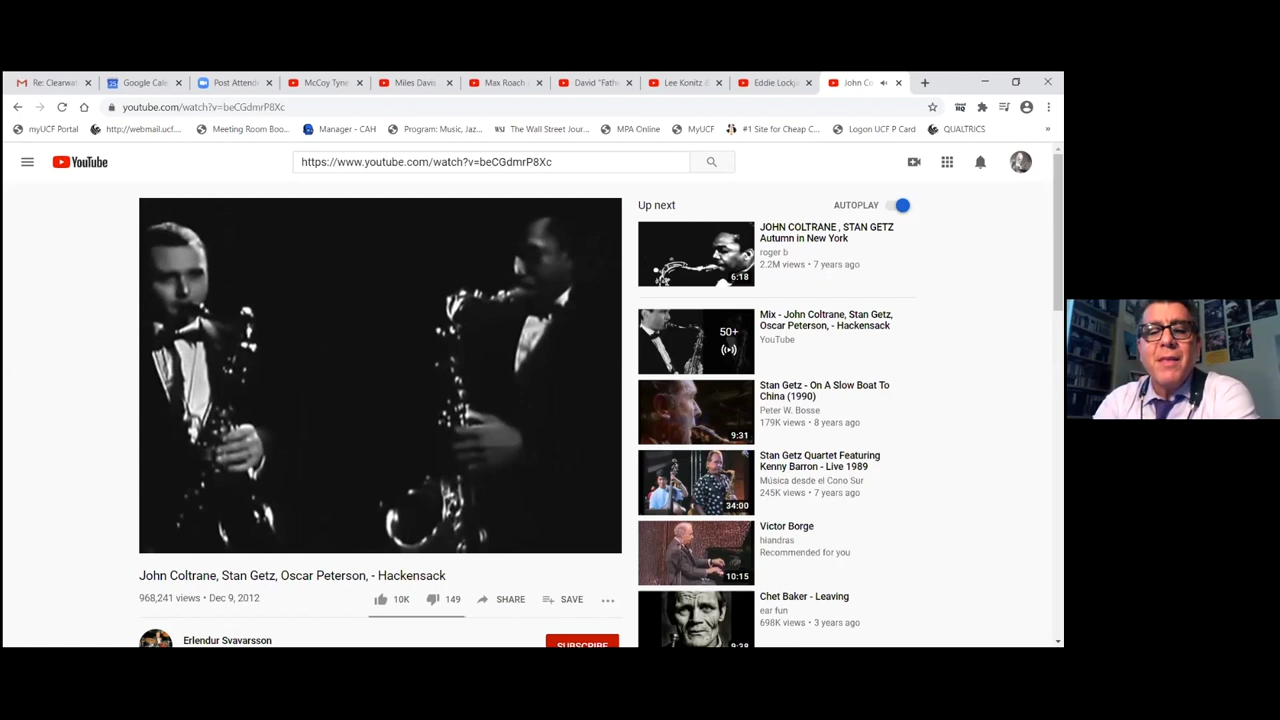 Re: Clearwat
Google Cale
Post Attende
McCoy Tyne
Miles Davis
Max Roach
David "Fathe
Lee Konitz
Eddie Lockja
John Co
youtube.com/watch?v=beCGdmrP8Xc
myUCF Portal
http://webmail.ucf....
Meeting Room Boo...
Manager - CAH
Program: Music, Jaz...
WSJ The Wall Street Jour...
MPA Online
MyUCF
#1 Site for Cheap C...
Logon UCF P Card
QUALTRICS
»
YouTube
https://www.youtube.com/watch?v=beCGdmrP8Xc
Up next
AUTOPLAY
6:18
JOHN COLTRANE , STAN GETZ
Autumn in New York
roger b
2.2M views • 7 years ago
50+
Mix - John Coltrane, Stan Getz,
Oscar Peterson, - Hackensack
YouTube
9:31
Stan Getz - On A Slow Boat To
China (1990)
Peter W. Bosse
179K views • 8 years ago
34:00
Stan Getz Quartet Featuring
Kenny Barron - Live 1989
Música desde el Cono Sur
245K views • 7 years ago
10:15
Victor Borge
hiandras
Recommended for you
9:38
Chet Baker - Leaving
ear fun
698K views • 3 years ago
John Coltrane, Stan Getz, Oscar Peterson, - Hackensack
968,241 views • Dec 9, 2012
10K
149
SHARE
SAVE
Erlendur Svavarsson
SUBSCRIBE